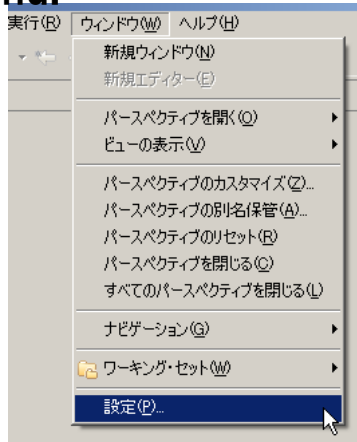 実行(R) ウィンドウ(W) ヘルプ(H)
新規ウィンドウ(N)
新規エディター(E)
パースペクティブを開く(O)
ビューの表示(V)
パースペクティブのカスタマイズ(Z)...
パースペクティブの別名保管(A)...
パースペクティブのリセット(R)
パースペクティブを閉じる(C)
すべてのパースペクティブを閉じる(L)
ナビゲーション(G)
ワーキング・セット(W)
設定(P)...